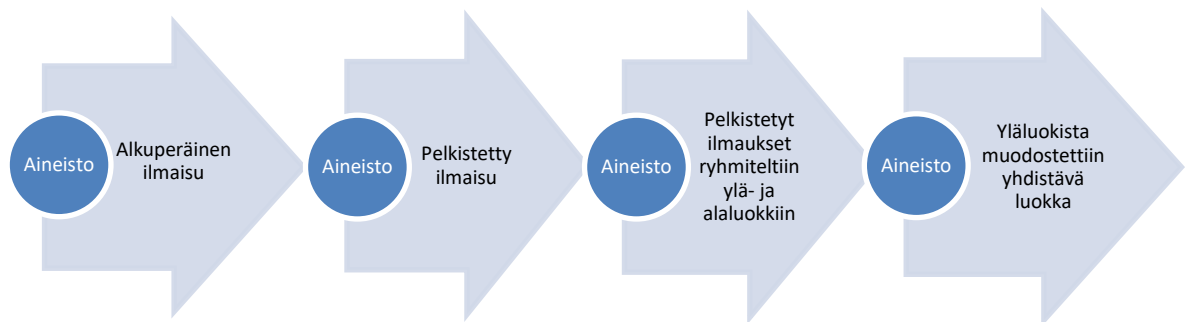 Aineisto
Alkuperäinen
ilmaisu
Aineisto
Pelkistetty
ilmaisu
Aineisto
Pelkistetyt
ilmaukset
ryhmiteltiin
ylä- ja
alaluokkiin
Aineisto
Yläluokista
muodostettiin
yhdistävä
luokka